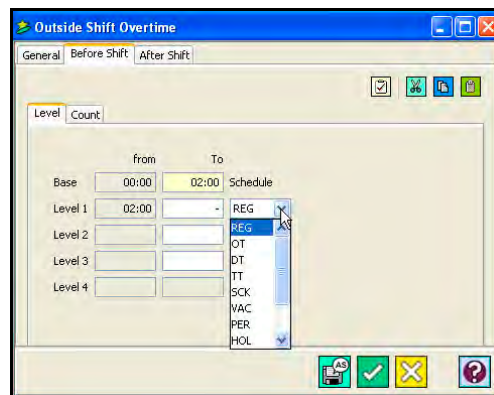 Outside Shift Overtime
General Before Shift After Shift
Level Count
from To
Base 00:00 02:00 Schedule
Level 1 02:00 - REG
Level 2 REG
OT
Level 3 DT
TT
Level 4 SCK
VAC
PER
HOL
AS
?